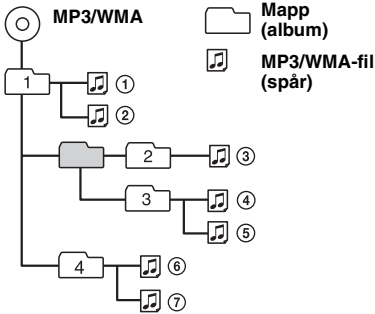 MP3/WMA
Mapp
(album)
MP3/WMA-fil
(spår)
1
①
②
2
③
3
④
⑤
4
⑥
⑦